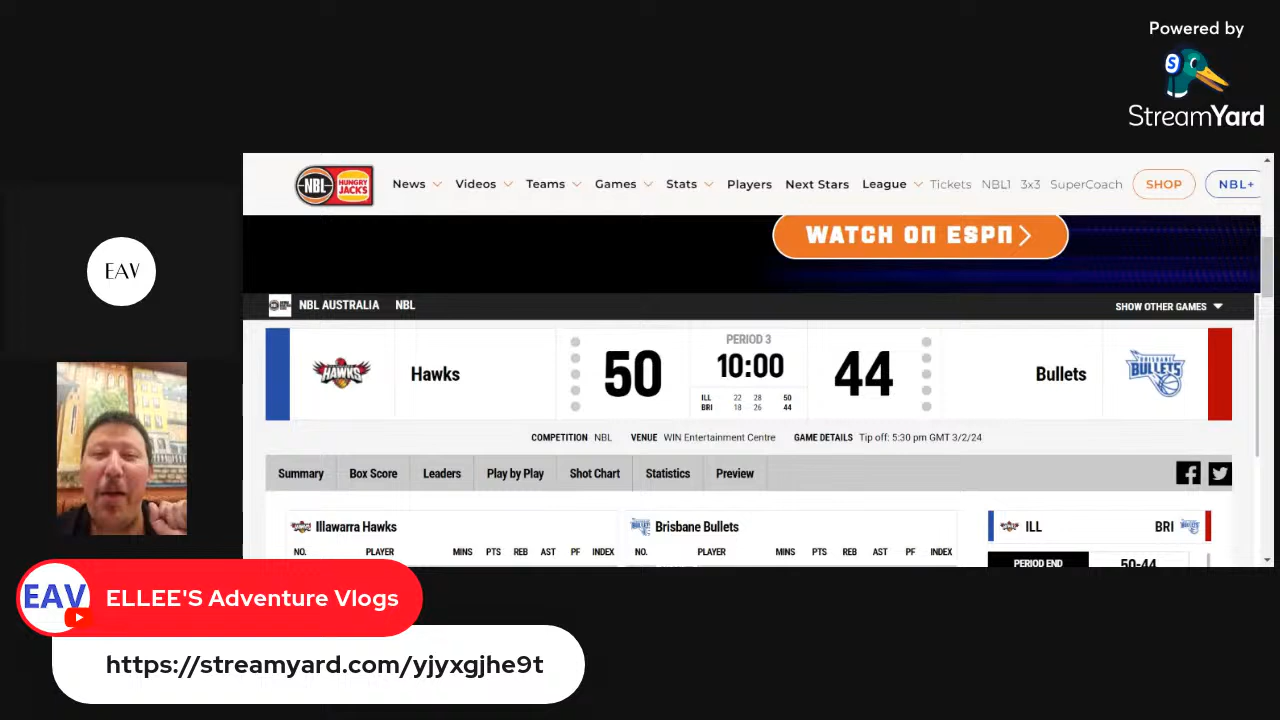 Powered by
S
StreamYard
NBL HUNGRY JACK'S
News Videos Teams Games Stats Players Next Stars League Tickets NBL1 3x3 SuperCoach SHOP NBL+
WATCH ON ESPN
NBL AUSTRALIA NBL SHOW OTHER GAMES
HAWKS Hawks 50 PERIOD 3 44 Bullets BRISBANE BULLETS
10:00
ILL 22 28 50
BRI 18 26 44
COMPETITION NBL VENUE WIN Entertainment Centre GAME DETAILS Tip off: 5:30 pm GMT 3/2/24
Summary Box Score Leaders Play by Play Shot Chart Statistics Preview
Illawarra Hawks Brisbane Bullets ILL BRI
NO. PLAYER MINS PTS REB AST PF INDEX NO. PLAYER MINS PTS REB AST PF INDEX
PERIOD END 50-44
EAV
EAV ELLEE'S Adventure Vlogs
https://streamyard.com/yjyxgjhe9t